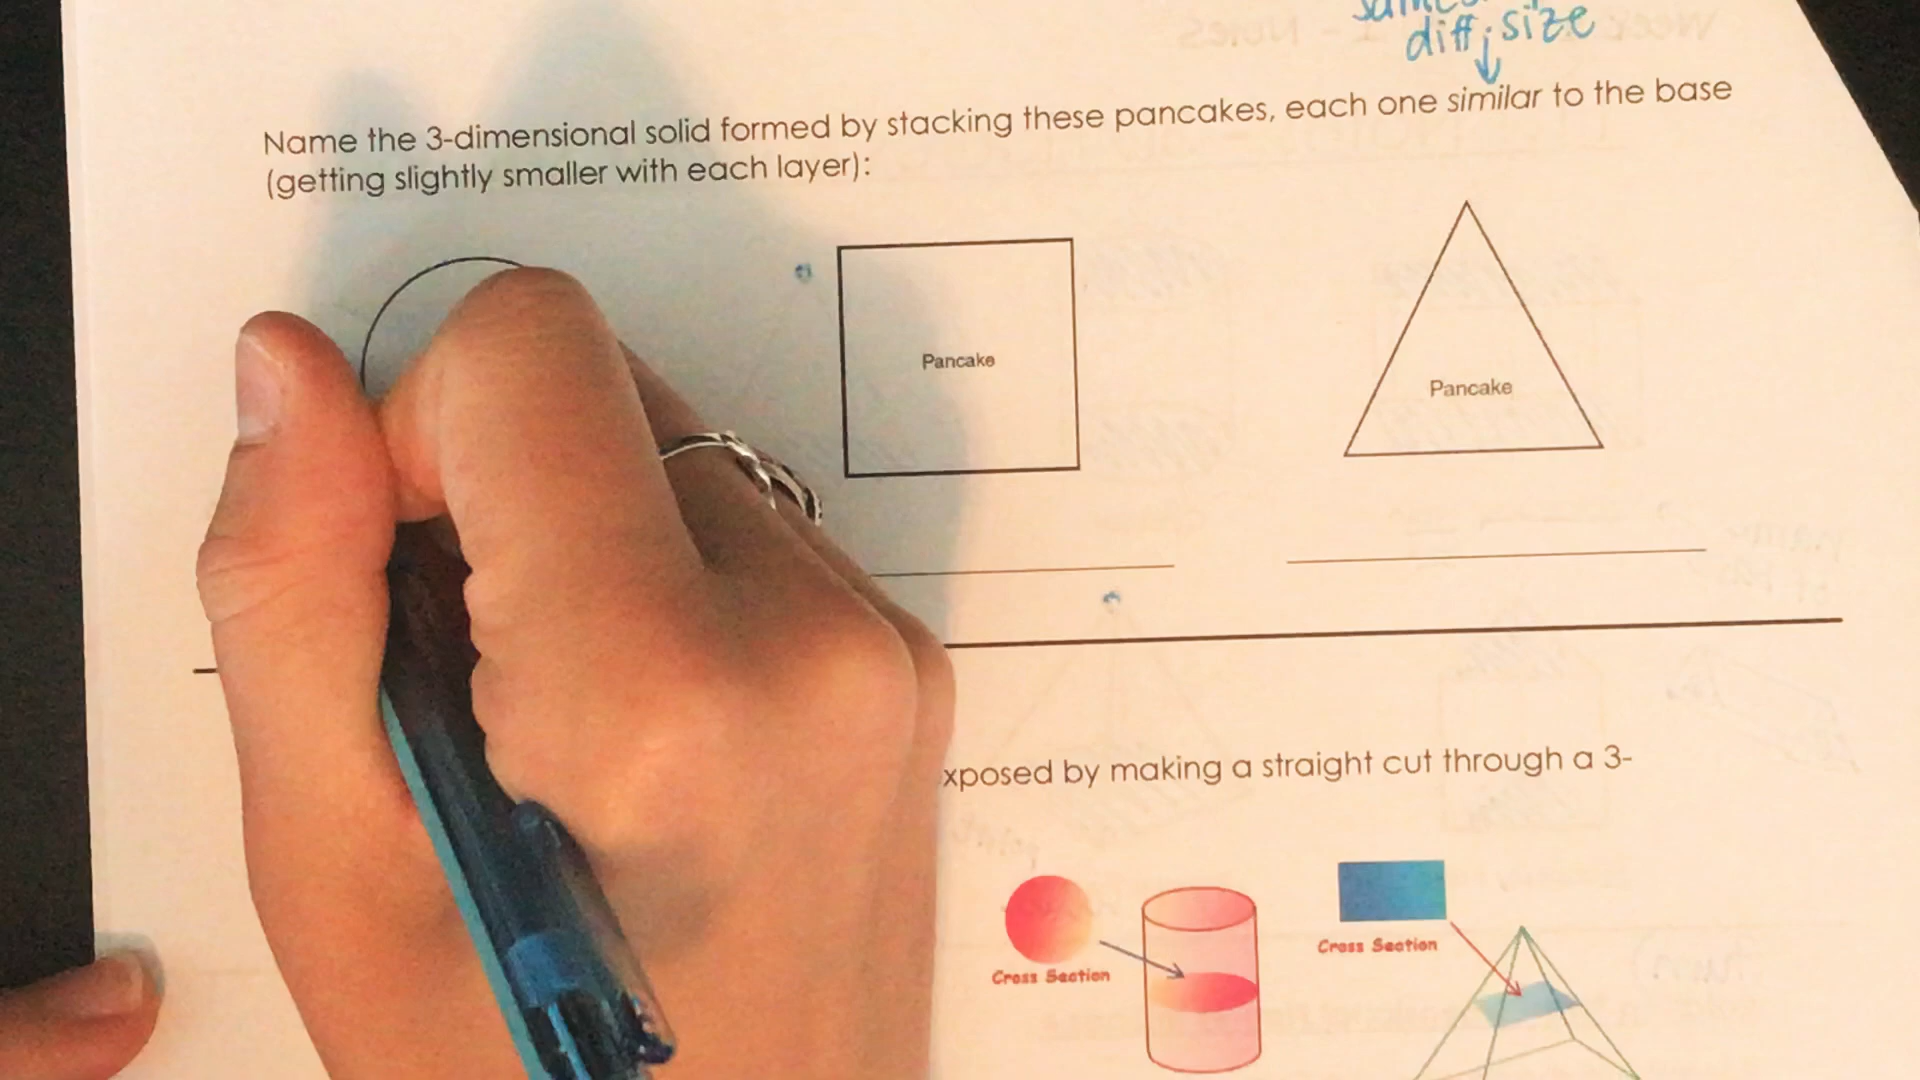 diff. size
Name the 3-dimensional solid formed by stacking these pancakes, each one similar to the base
(getting slightly smaller with each layer):
Pancake
Pancake
xposed by making a straight cut through a 3-
Cross Section
Cross Section